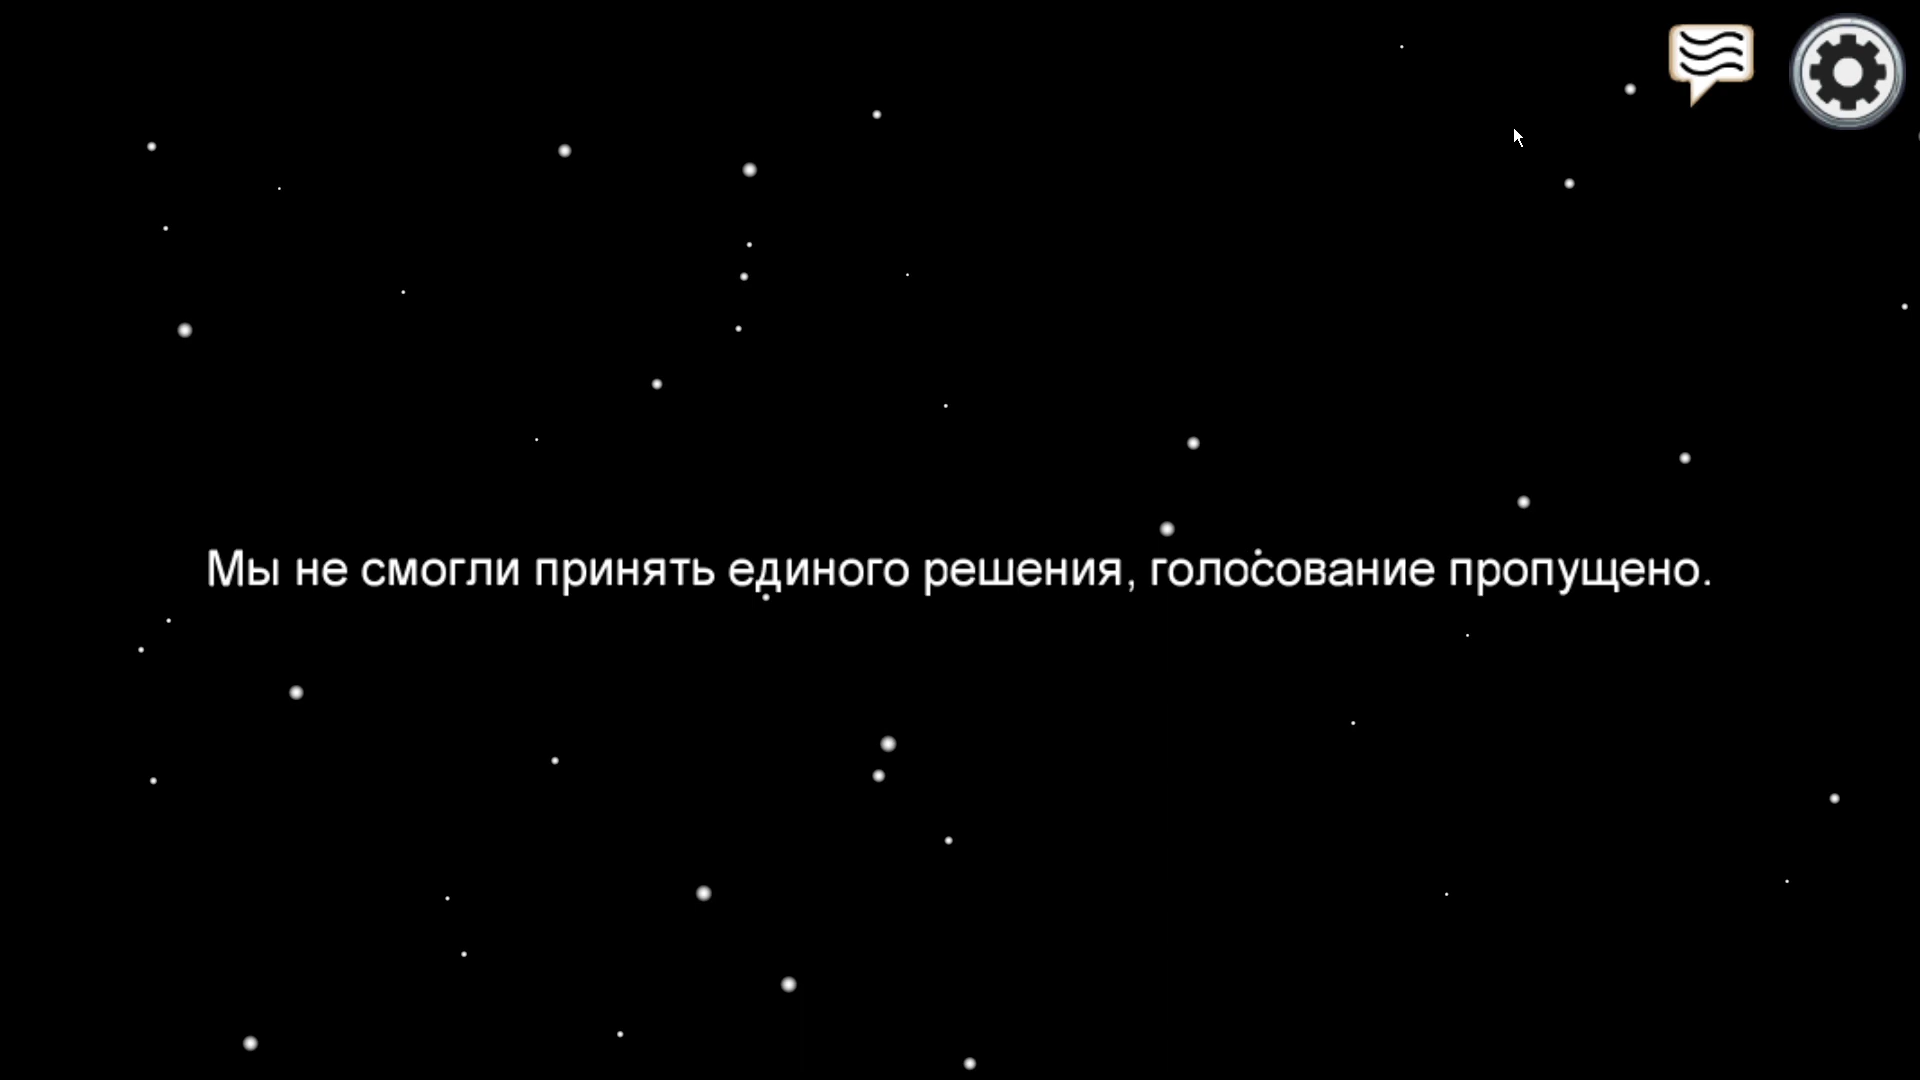 Мы не смогли принять единого решения, голосование пропущено.